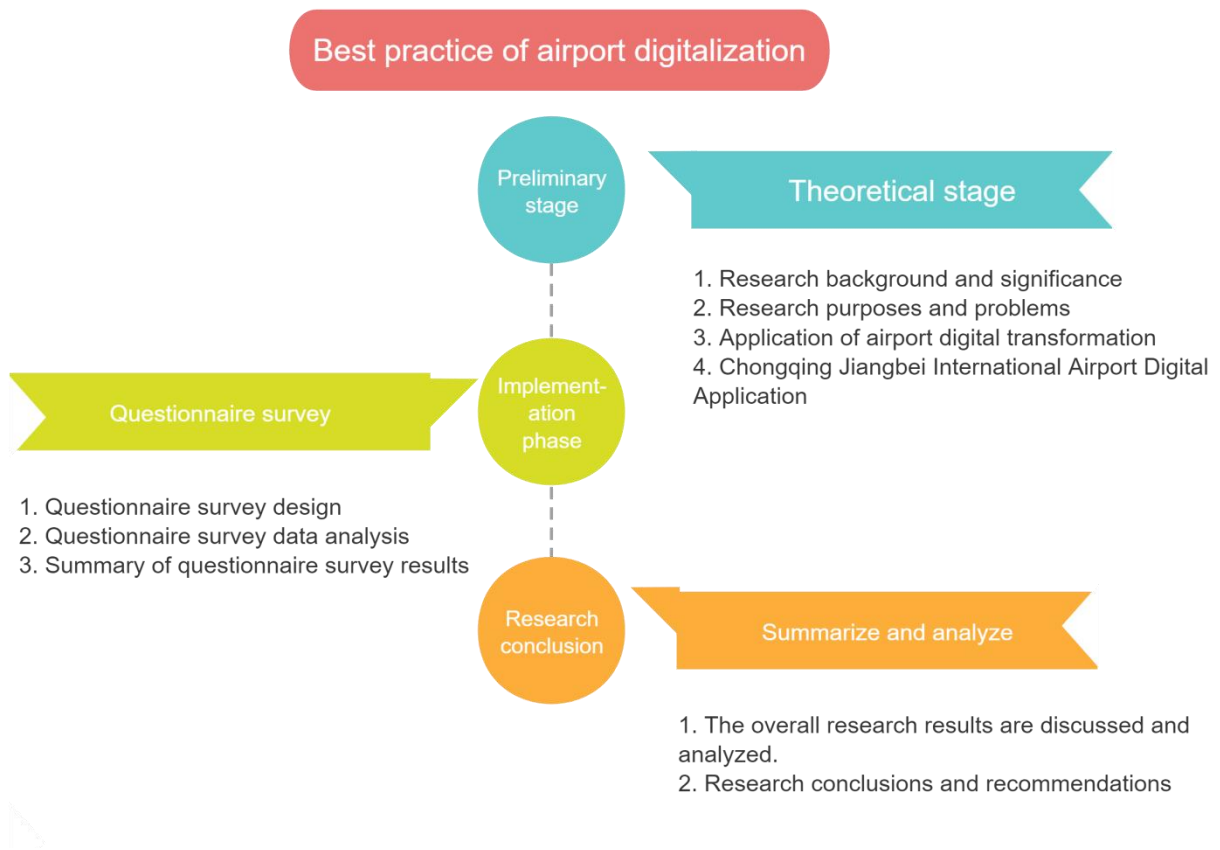 Best practice of airport digitalization
Preliminary
stage
Theoretical stage
1. Research background and significance
2. Research purposes and problems
3. Application of airport digital transformation
4. Chongqing Jiangbei International Airport Digital
Application
Implement-
ation
phase
Questionnaire survey
1. Questionnaire survey design
2. Questionnaire survey data analysis
3. Summary of questionnaire survey results
Research
conclusion
Summarize and analyze
1. The overall research results are discussed and
analyzed.
2. Research conclusions and recommendations